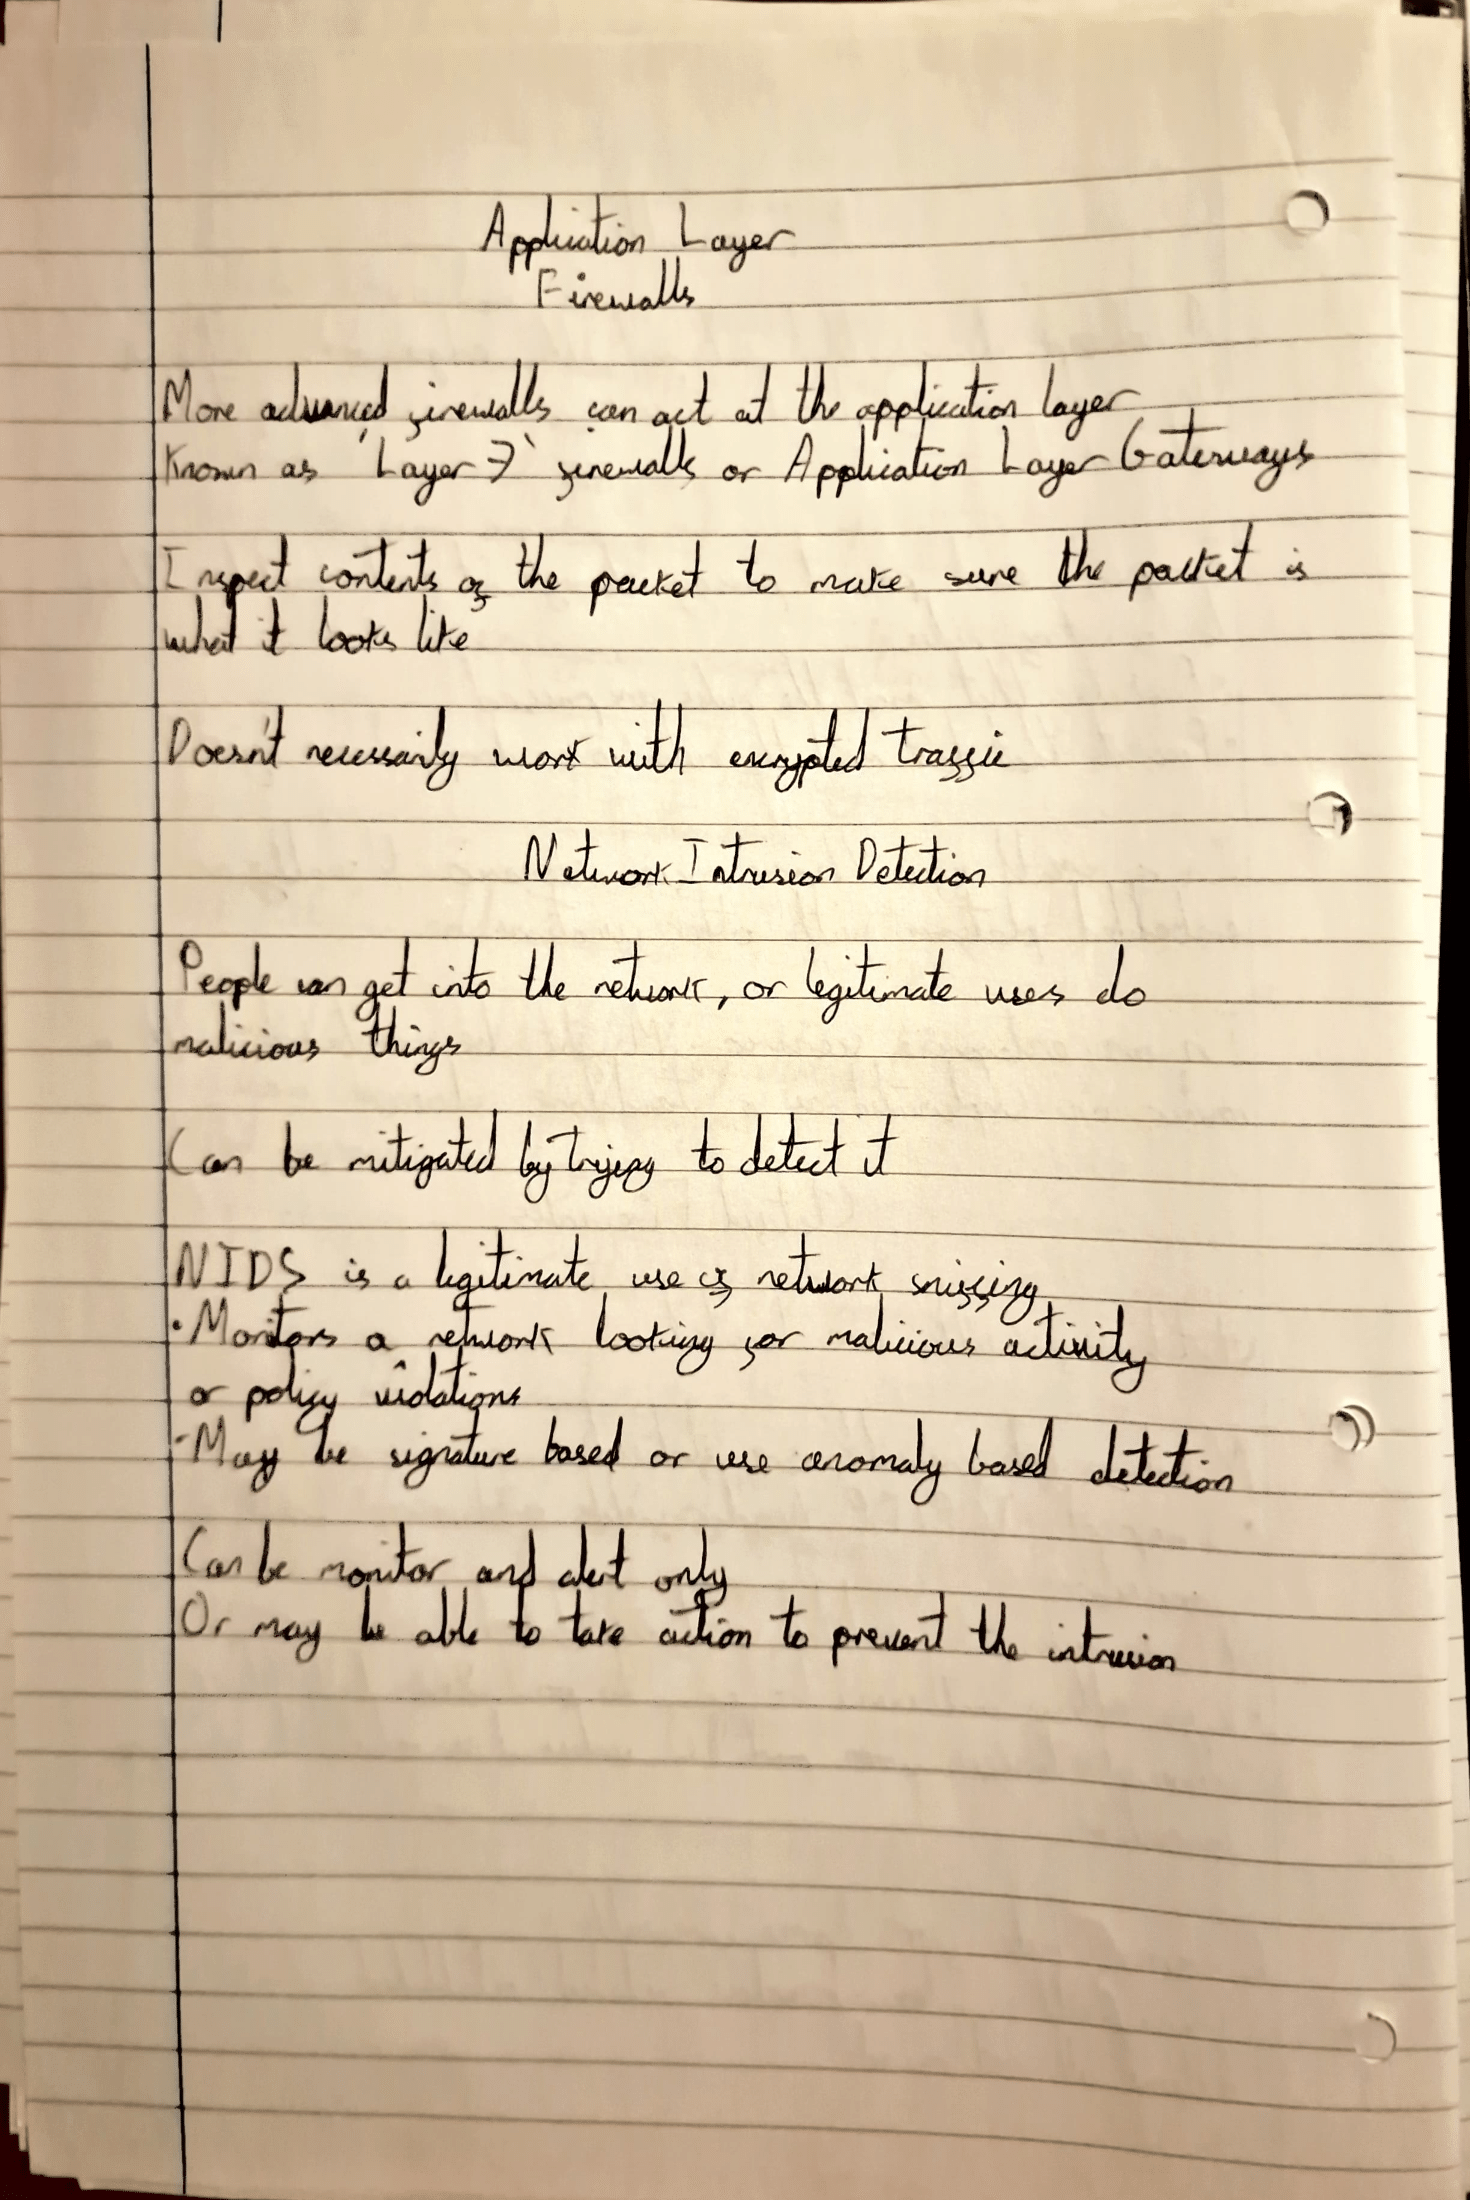 Application Layer
Firewalls
More advanced firewalls can act at the application layer
Known as 'Layer 7' firewalls or Application Layer Gateways
Inspect contents of the packet to make sure the packet is
what it looks like
Doesn't necessarily work with encrypted traffic
Network Intrusion Detection
People can get into the network, or legitimate users do
malicious things
Can be mitigated by trying to detect it
NIDS is a legitimate use of network sniffing
• Monitors a network looking for malicious activity
or policy violations
- May be signature based or use anomaly based detection
Can be monitor and alert only
Or may be able to take action to prevent the intrusion